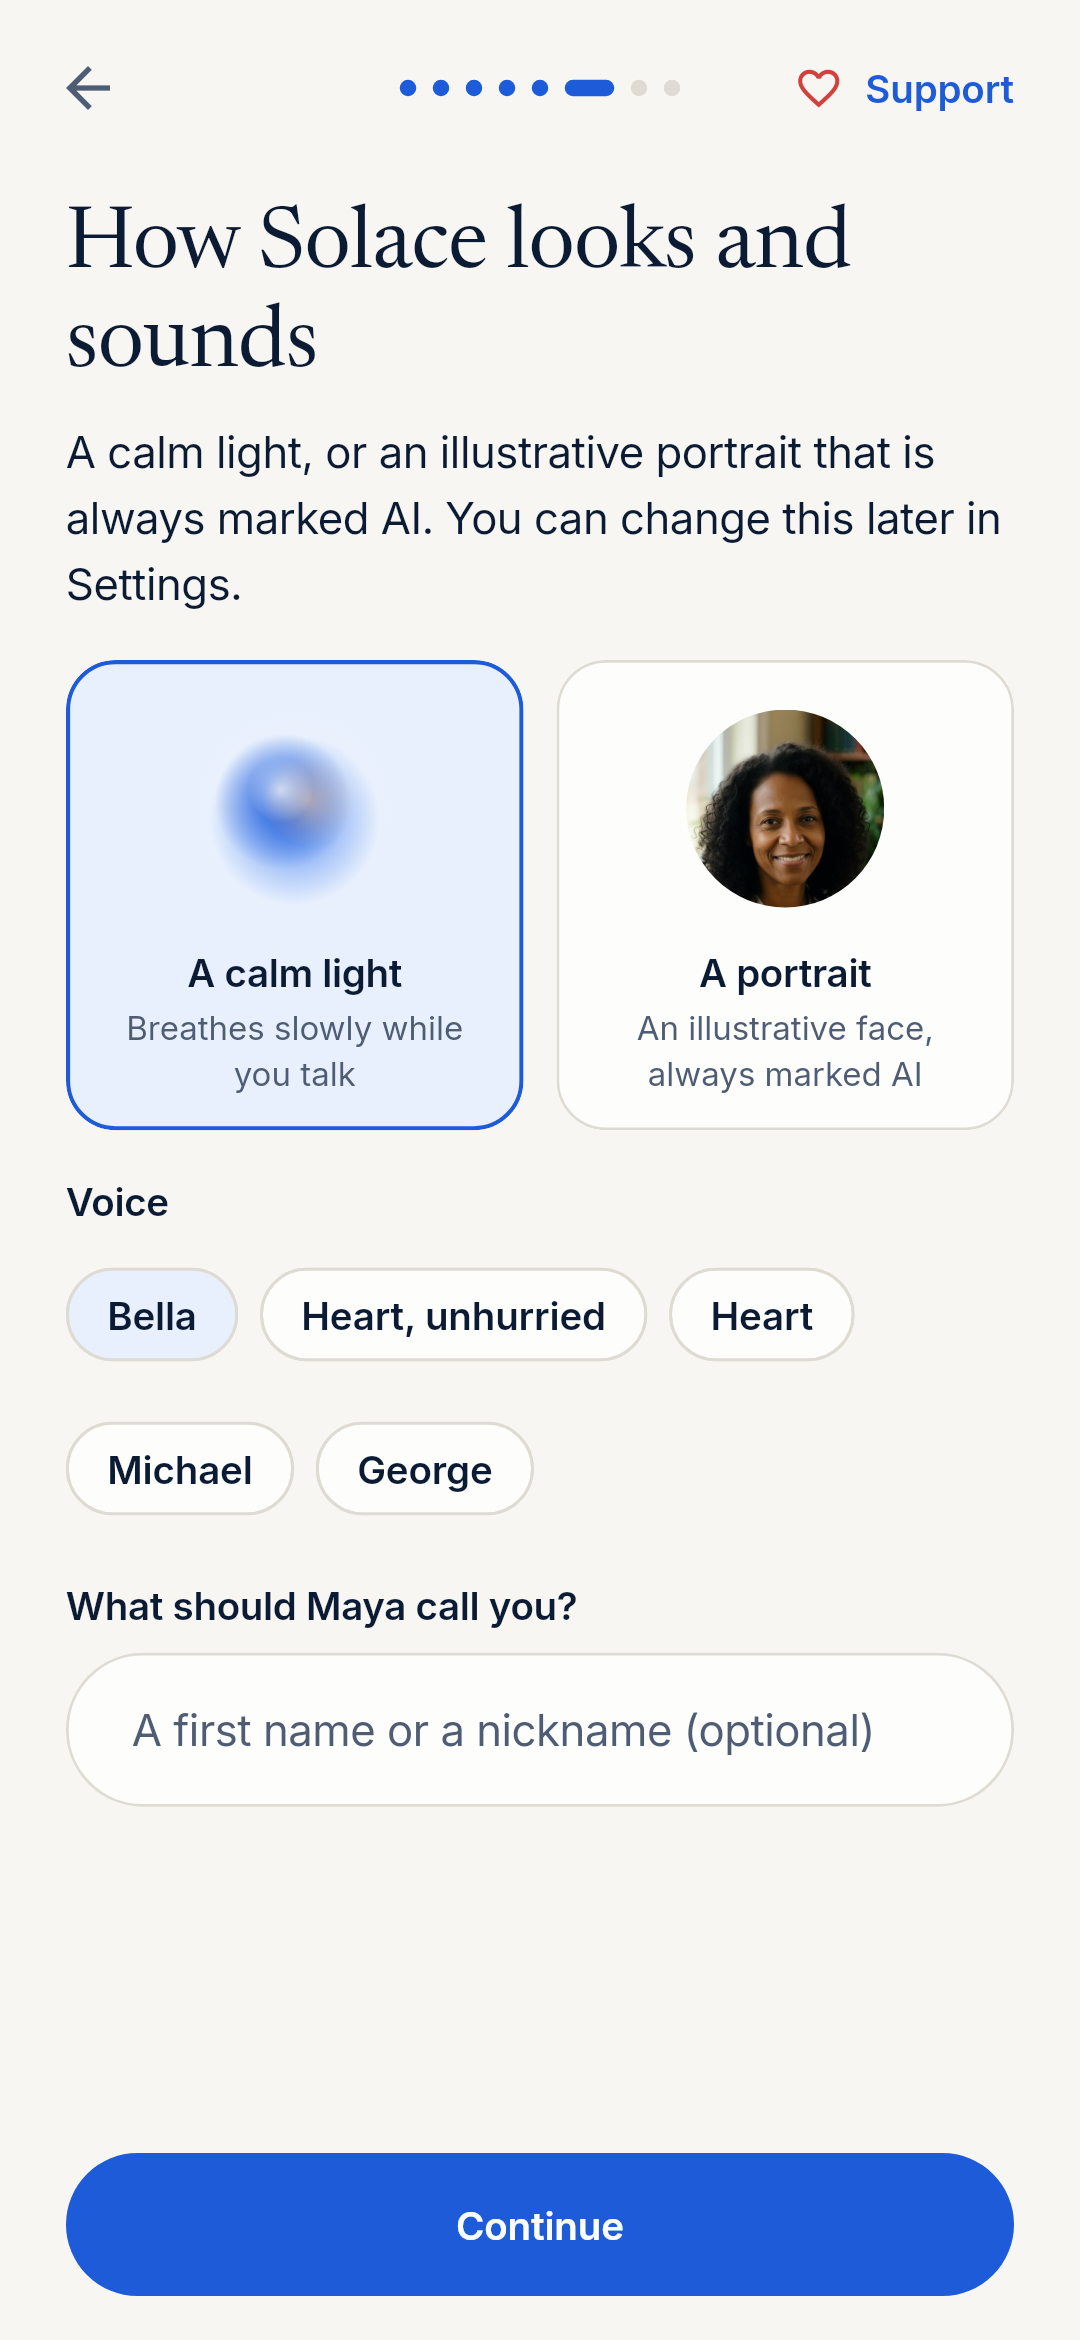 Support
How Solace looks and
sounds
A calm light, or an illustrative portrait that is
always marked AI. You can change this later in
Settings.
A calm light
Breathes slowly while
you talk
A portrait
An illustrative face,
always marked AI
Voice
Bella
Heart, unhurried
Heart
Michael
George
What should Maya call you?
A first name or a nickname (optional)
Continue